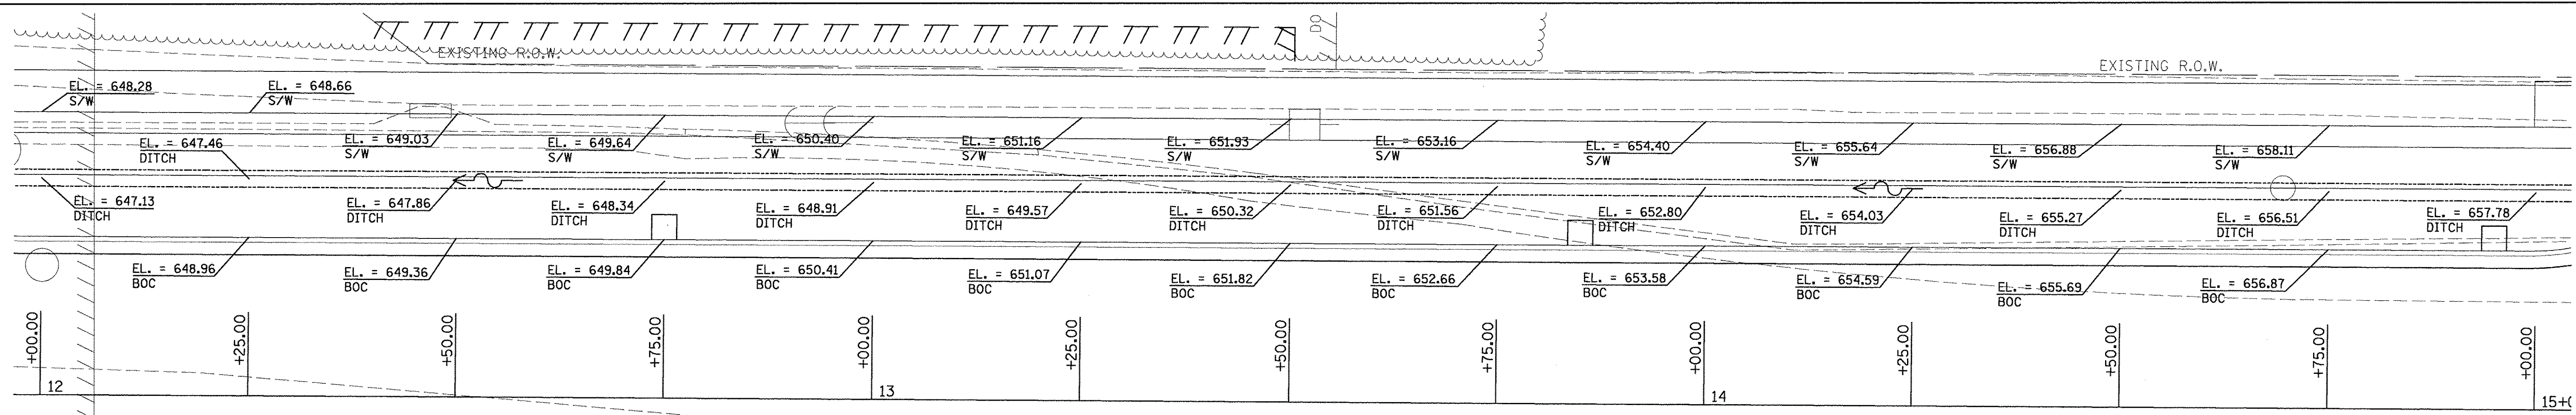 DO
EXISTING R.O.W.
EXISTING R.O.W.
EL. = 648.28
S/W
EL. = 648.66
S/W
EL. = 649.03
S/W
EL. = 649.64
S/W
EL. = 650.40
S/W
EL. = 651.16
S/W
EL. = 651.93
S/W
EL. = 653.16
S/W
EL. = 654.40
S/W
EL. = 655.64
S/W
EL. = 656.88
S/W
EL. = 658.11
S/W
EL. = 647.46
DITCH
EL. = 647.13
DITCH
EL. = 647.86
DITCH
EL. = 648.34
DITCH
EL. = 648.91
DITCH
EL. = 649.57
DITCH
EL. = 650.32
DITCH
EL. = 651.56
DITCH
EL. = 652.80
DITCH
EL. = 654.03
DITCH
EL. = 655.27
DITCH
EL. = 656.51
DITCH
EL. = 657.78
DITCH
EL. = 648.96
BOC
EL. = 649.36
BOC
EL. = 649.84
BOC
EL. = 650.41
BOC
EL. = 651.07
BOC
EL. = 651.82
BOC
EL. = 652.66
BOC
EL. = 653.58
BOC
EL. = 654.59
BOC
EL. = 655.69
BOC
EL. = 656.87
BOC
+00.00
+25.00
+50.00
+75.00
+00.00
+25.00
+50.00
+75.00
+00.00
+25.00
+50.00
+75.00
+00.00
12
13
14
15+